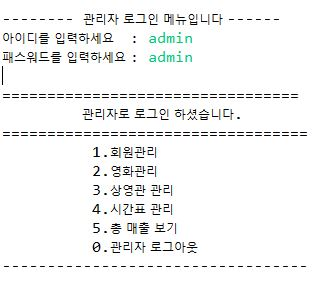 --------- 관리자 로그인 메뉴입니다 ------
아이디를 입력하세요 : admin
패스워드를 입력하세요 : admin
=================================
관리자로 로그인 하셨습니다.
==================================
1.회원관리
2.영화관리
3.상영관 관리
4.시간표 관리
5.총 매출 보기
0.관리자 로그아웃
----------------------------------